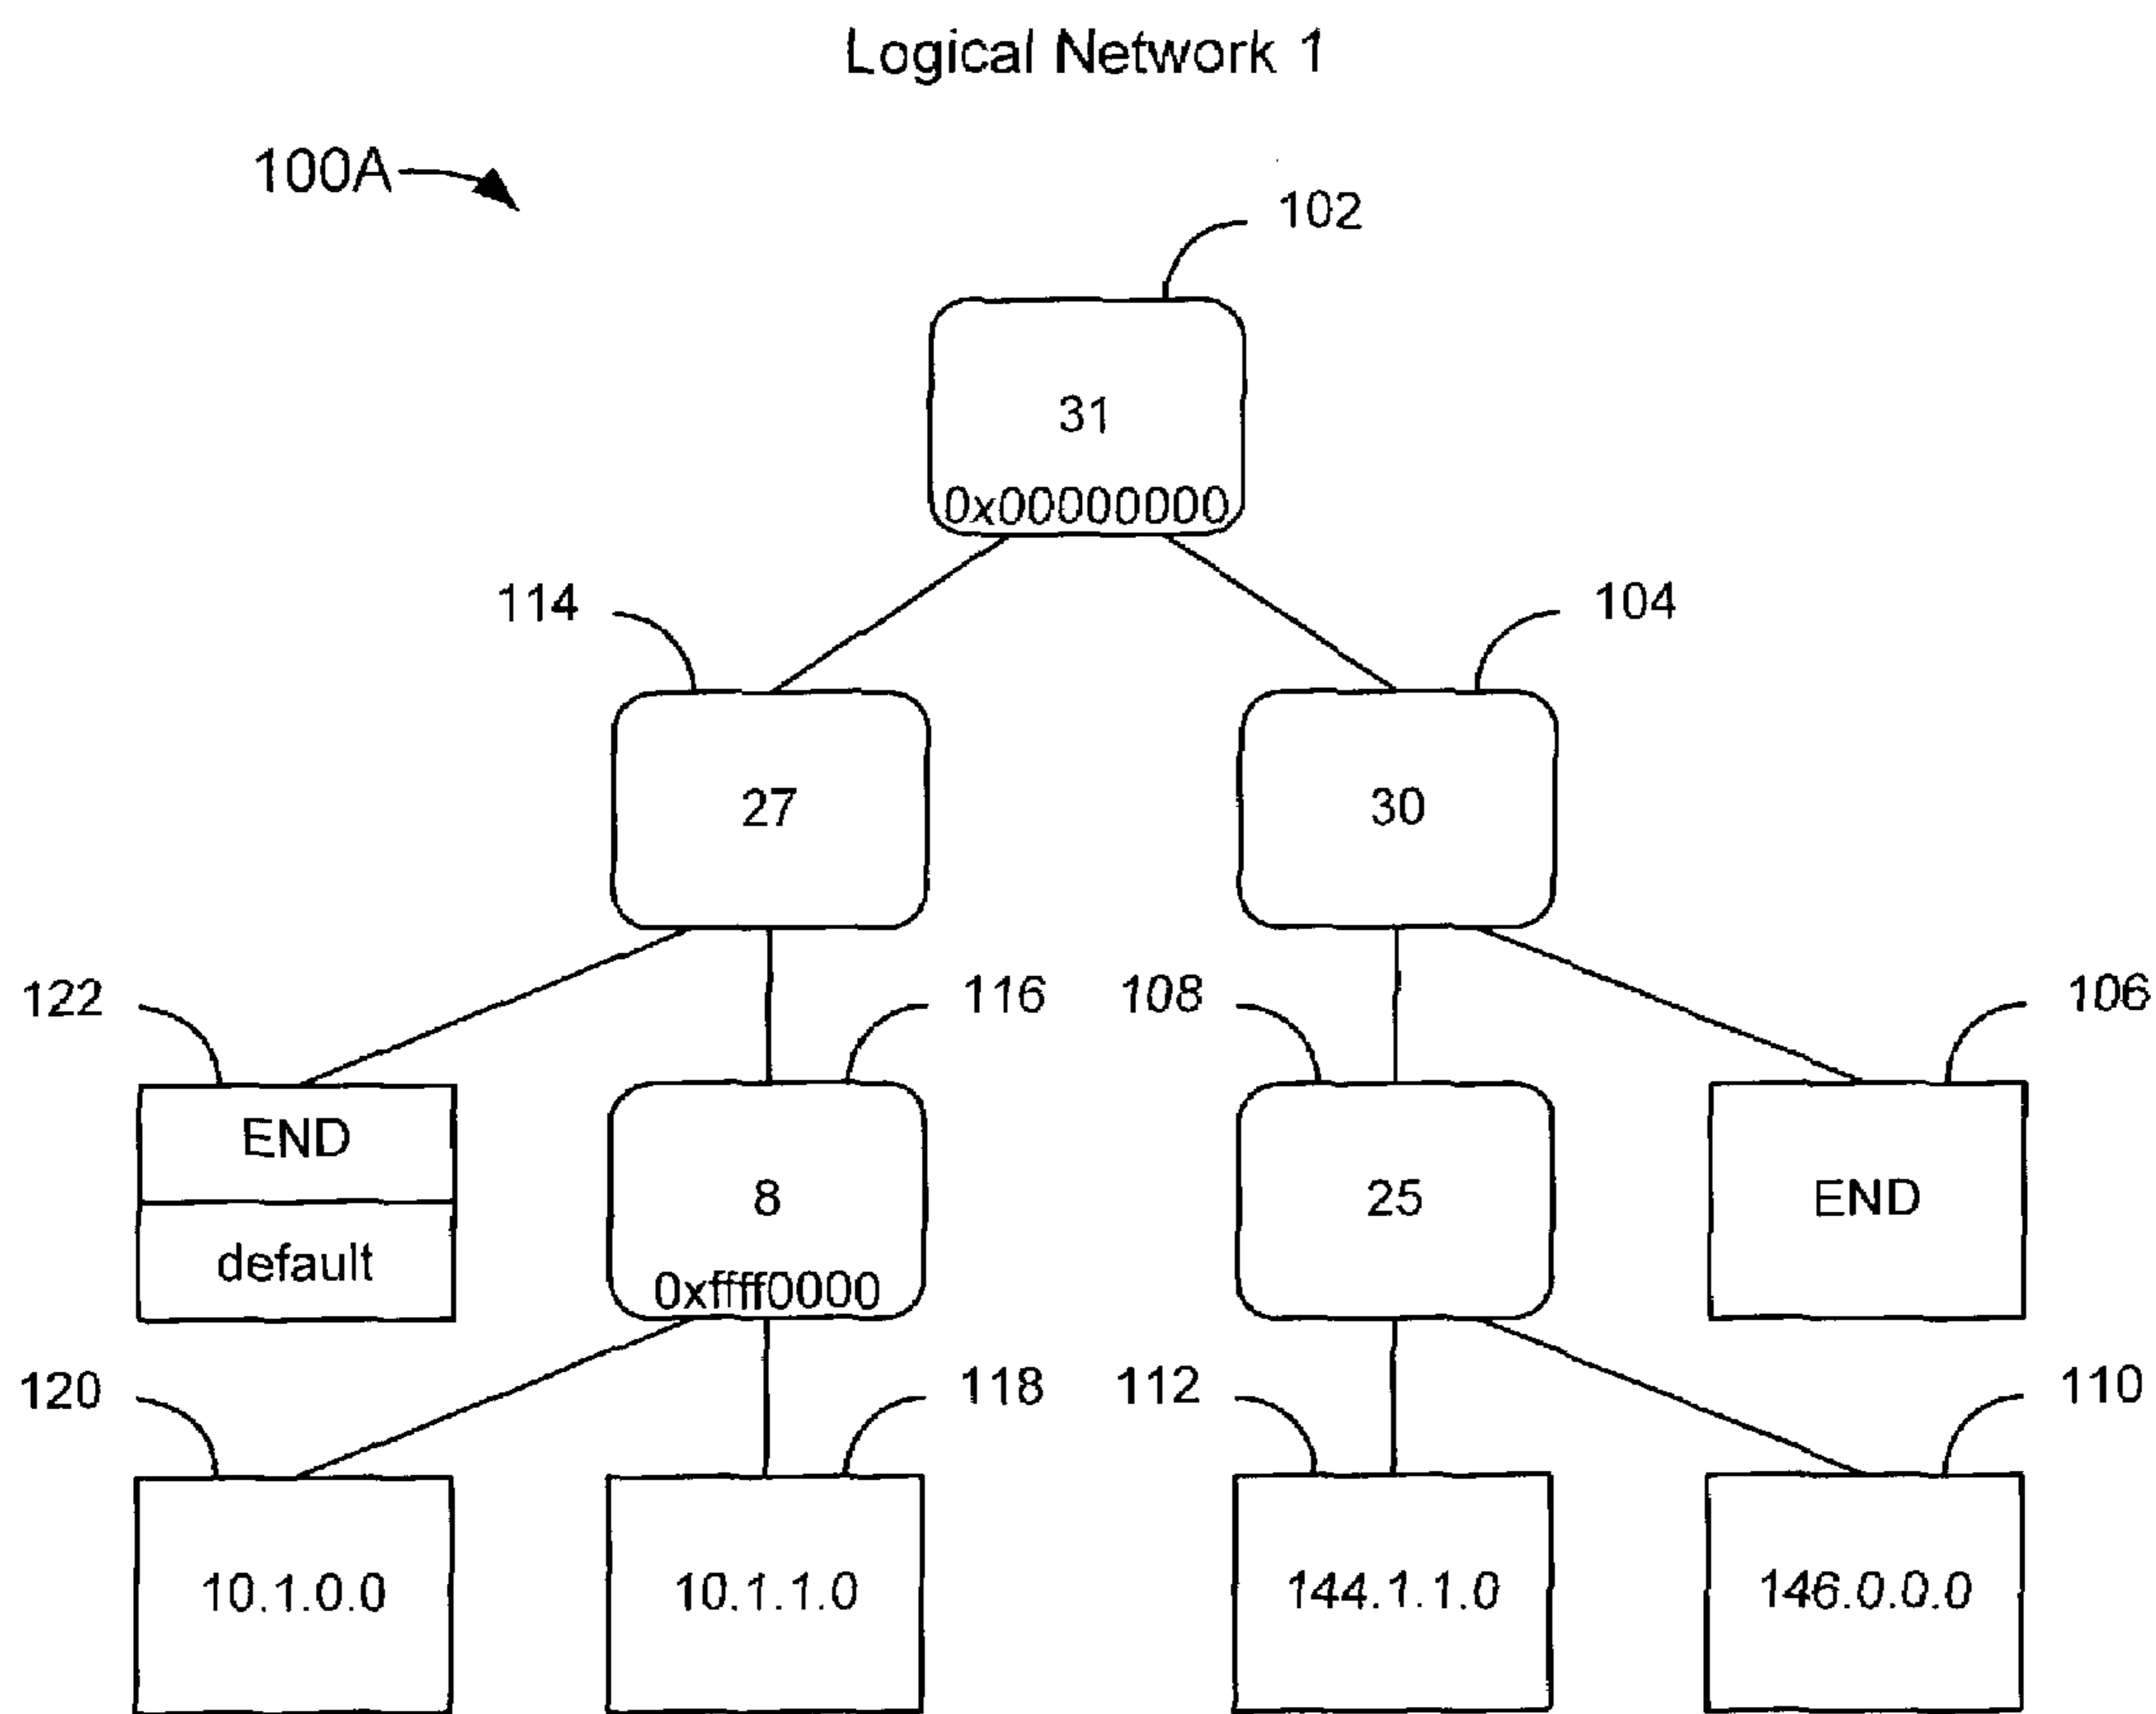 Logical Network 1
100A
102
31
0x00000000
114
104
27
30
122
116
108
106
END
default
8
0xffff0000
25
END
120
118
112
110
10.1.0.0
10.1.1.0
144.1.1.0
146.0.0.0